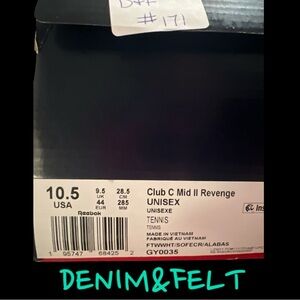 #171
10.5
USA
9.5
UK
28.5
CM
44
EUR
285
MM
Reebok
1 95747 68425 2
Club C Mid II Revenge
UNISEX
UNISEXE
TENNIS
TENNIS
MADE IN VIETNAM
FABRIQUÉ AU VIETNAM
FTWWHT/SOFECR/ALABAS
GY0035
DENIM&FELT